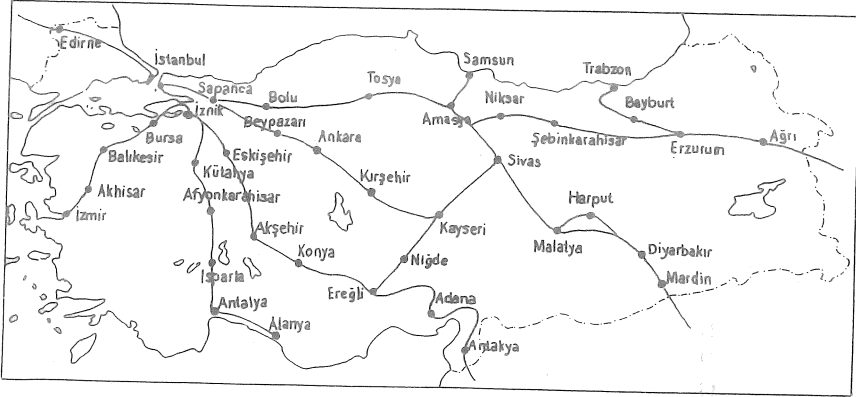 Edirne
İstanbul
Sapanca
İznik
Bolu
Tosya
Samsun
Amasya
Niksar
Trabzon
Bayburt
Şebinkarahisar
Erzurum
Ağrı
Bursa
Beypazarı
Ankara
Balıkesir
Eskişehir
Kütahya
Kırşehir
Sivas
Akhisar
Afyonkarahisar
Harput
İzmir
Akşehir
Kayseri
Malatya
Konya
Niğde
Diyarbakır
Isparta
Ereğli
Adana
Mardin
Antalya
Alanya
Antakya